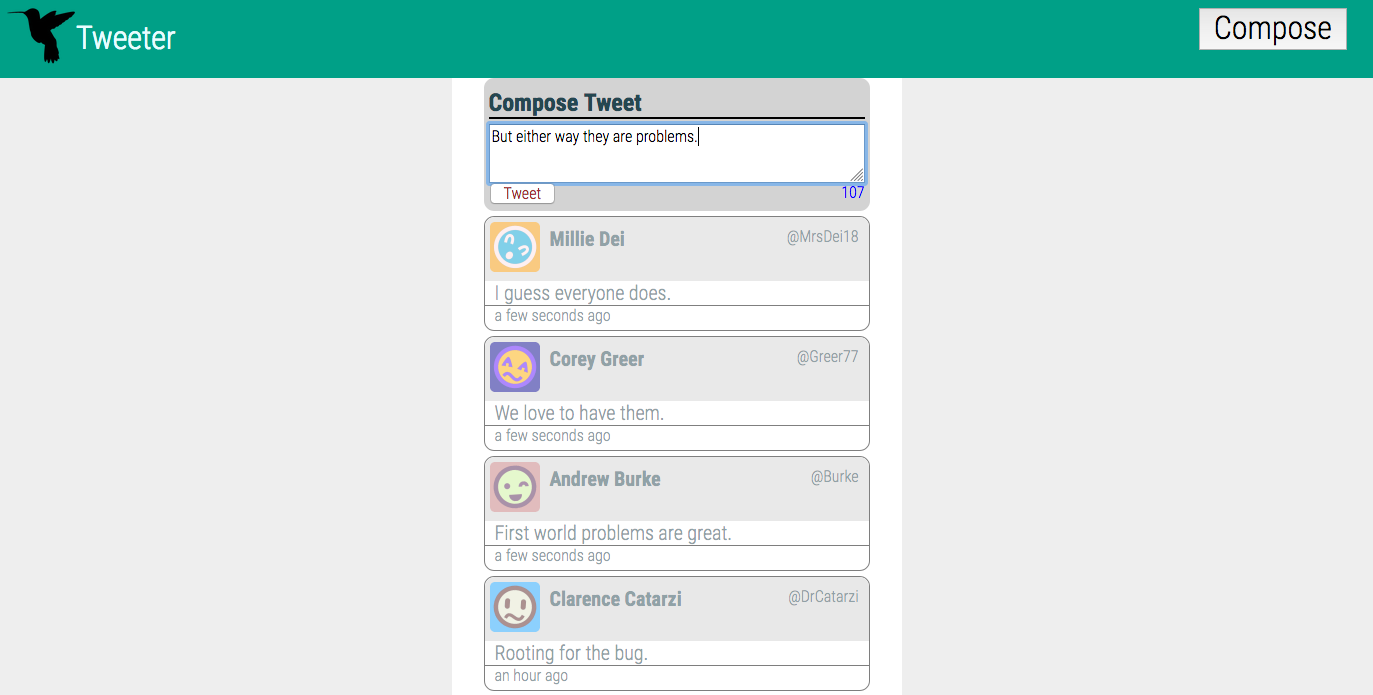 Tweeter
Compose
Compose Tweet
But either way they are problems.
Tweet
107
Millie Dei
@MrsDei18
I guess everyone does.
a few seconds ago
Corey Greer
@Greer77
We love to have them.
a few seconds ago
Andrew Burke
@Burke
First world problems are great.
a few seconds ago
Clarence Catarzi
@DrCatarzi
Rooting for the bug.
an hour ago